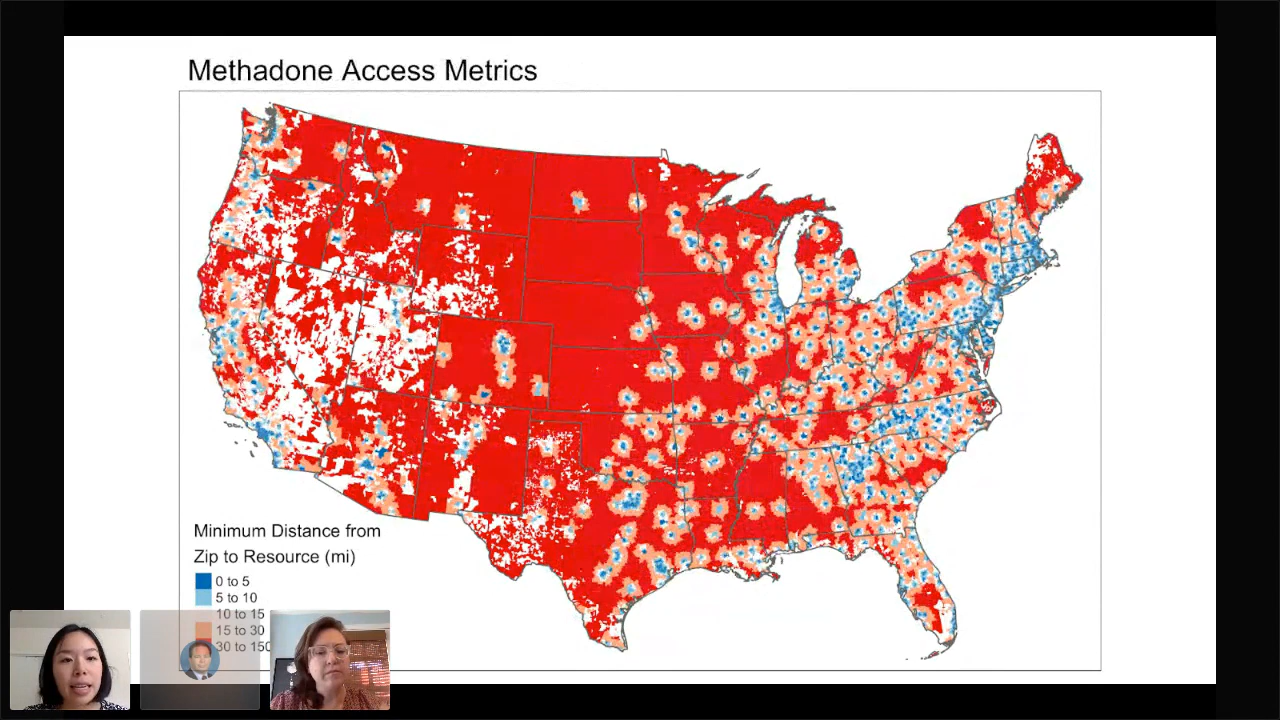 Methadone Access Metrics
Minimum Distance from
Zip to Resource (mi)
0 to 5
5 to 10
10 to 15
15 to 30
30 to 150